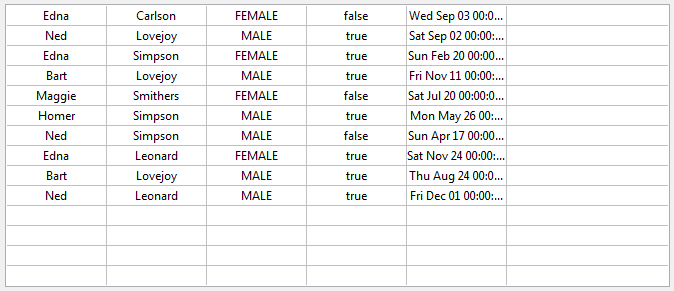 Edna Carlson FEMALE false Wed Sep 03 00:0...
Ned Lovejoy MALE true Sat Sep 02 00:00:...
Edna Simpson FEMALE true Sun Feb 20 00:0...
Bart Lovejoy MALE true Fri Nov 11 00:00:...
Maggie Smithers FEMALE false Sat Jul 20 00:00:0...
Homer Simpson MALE true Mon May 26 00:...
Ned Simpson MALE false Sun Apr 17 00:00...
Edna Leonard FEMALE true Sat Nov 24 00:0...
Bart Lovejoy MALE true Thu Aug 24 00:0...
Ned Leonard MALE true Fri Dec 01 00:00:...